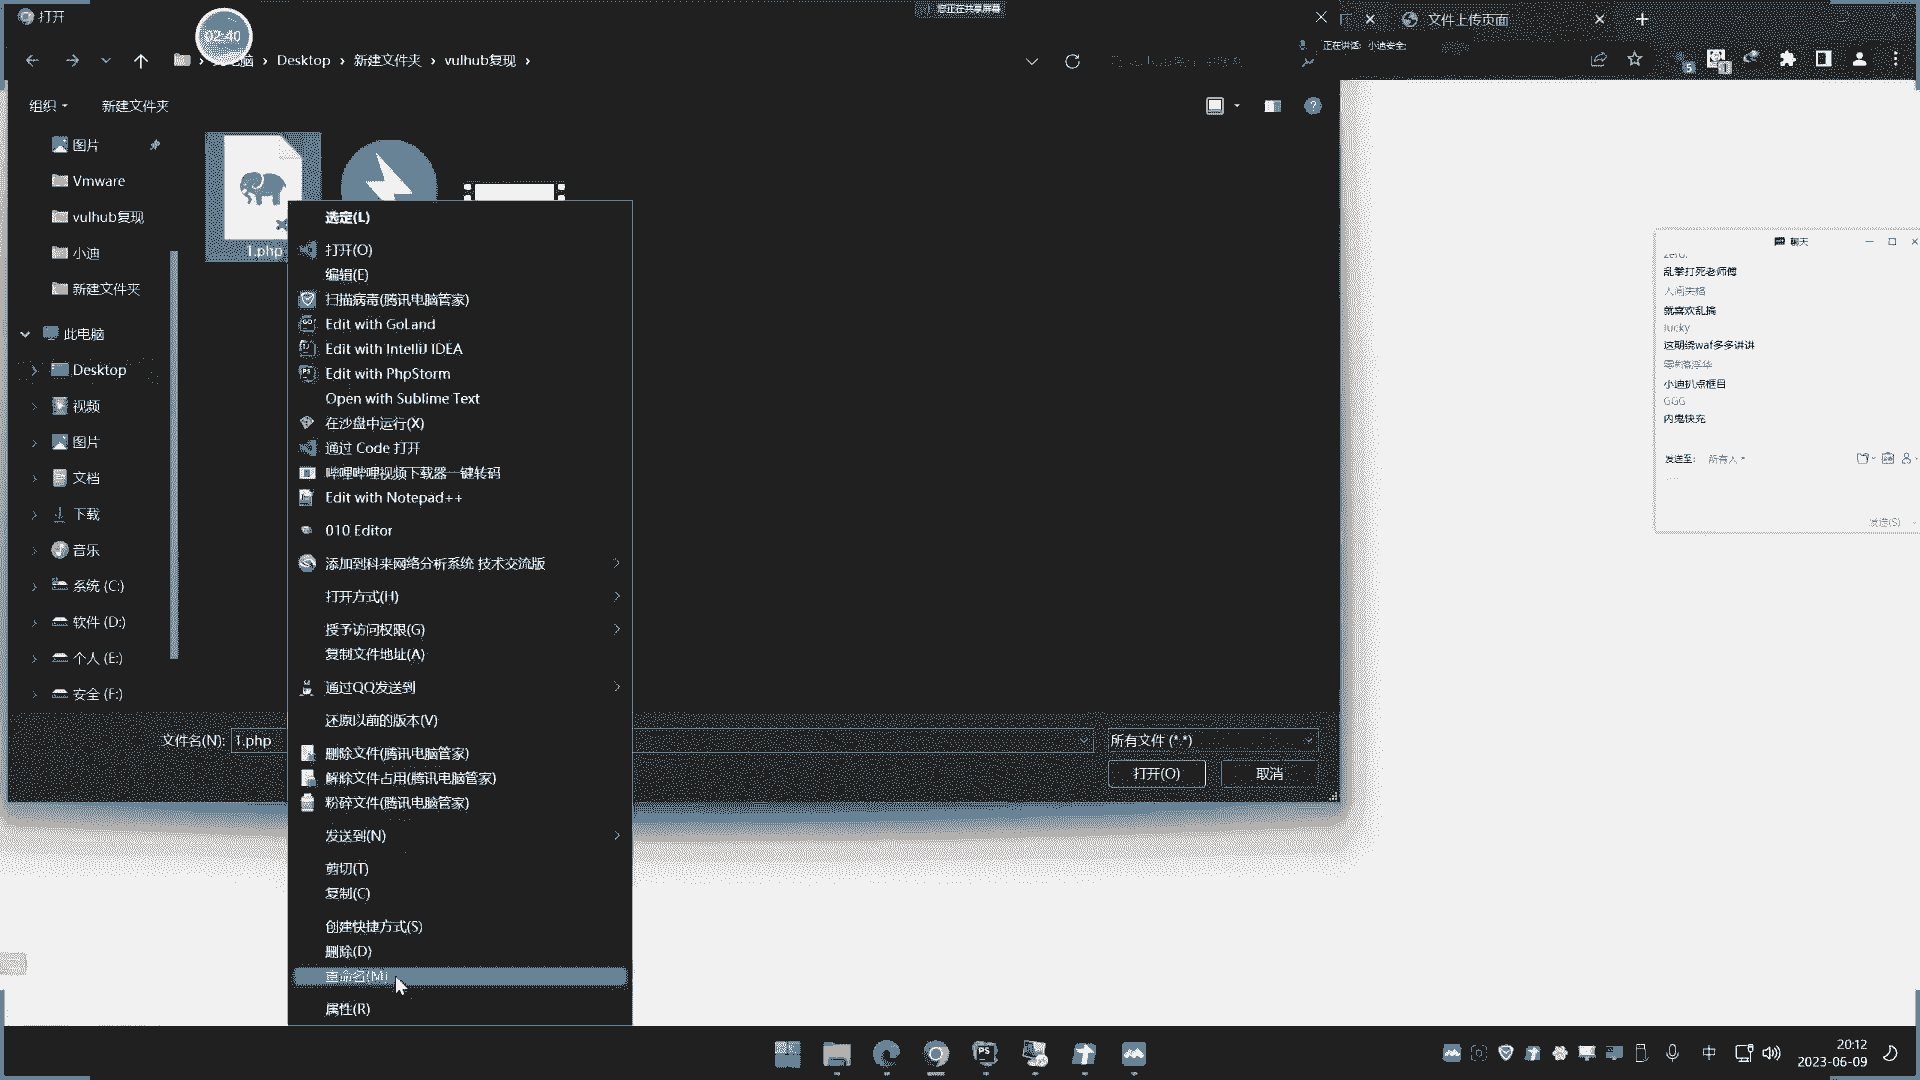 打开
02:40
您正在共享屏幕
文件上传页面
正在讲话: 小迪安全;
Desktop
新建文件夹
vulhub复现
5
1
组织
新建文件夹
图片
Vmware
vulhub复现
小迪
新建文件夹
此电脑
Desktop
视频
图片
文档
下载
音乐
系统 (C:)
软件 (D:)
个人 (E:)
安全 (F:)
1.php
选定(L)
打开(O)
编辑(E)
扫描病毒(腾讯电脑管家)
Edit with GoLand
Edit with IntelliJ IDEA
Edit with PhpStorm
Open with Sublime Text
在沙盘中运行(X)
通过 Code 打开
哔哩哔哩视频下载器一键转码
Edit with Notepad++
010 Editor
添加到科来网络分析系统 技术交流版
打开方式(H)
授予访问权限(G)
复制文件地址(A)
通过QQ发送到
还原以前的版本(V)
删除文件(腾讯电脑管家)
解除文件占用(腾讯电脑管家)
粉碎文件(腾讯电脑管家)
发送到(N)
剪切(T)
复制(C)
创建快捷方式(S)
删除(D)
重命名(M)
属性(R)
文件名(N):
1.php
所有文件 (*.*)
打开(O)
取消
聊天
乱拳打死老师傅
人间失格
就喜欢乱搞
lucky
这期绕waf多多讲讲
小迪扒点框目
GGG
内鬼快充
发送至:
所有人
发送(S)
中
20:12
2023-06-09